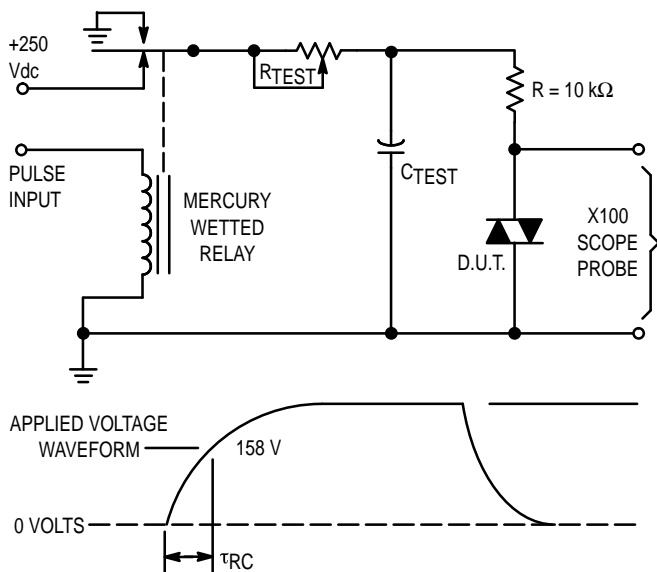 +250
Vdc
RTEST
R = 10 kΩ
PULSE
INPUT
MERCURY
WETTED
RELAY
CTEST
D.U.T.
X100
SCOPE
PROBE
APPLIED VOLTAGE
WAVEFORM
158 V
0 VOLTS
τRC